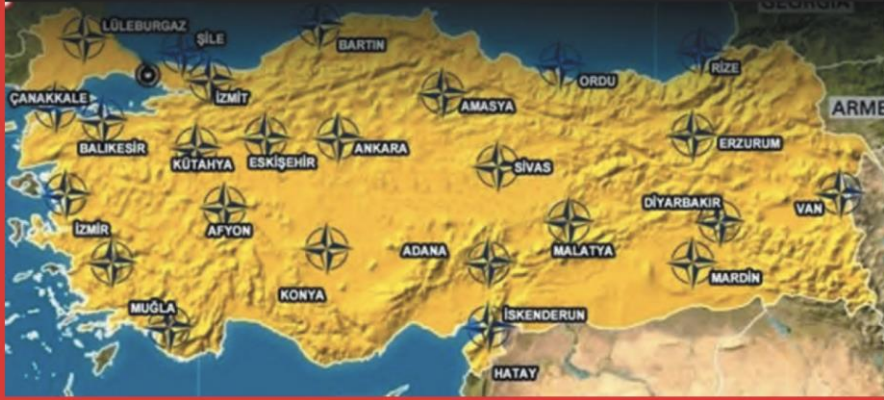 GEORGIA
LÜLEBURGAZ
ŞİLE
BARTIN
RİZE
ORDU
ÇANAKKALE
İZMİT
AMASYA
ARME
BALIKESİR
KÜTAHYA
ESKİŞEHİR
ANKARA
ERZURUM
SİVAS
DİYARBAKIR
VAN
İZMİR
AFYON
ADANA
MALATYA
MARDİN
KONYA
MUĞLA
İSKENDERUN
HATAY